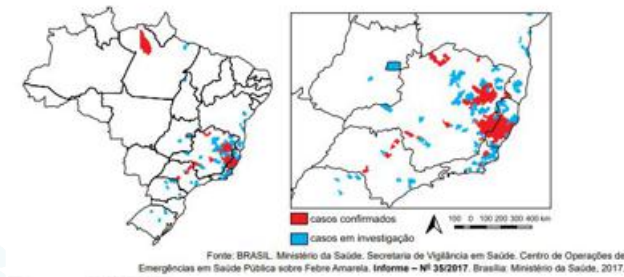 casos confirmados
casos em investigação
100 0 100 200 300 400 km
Fonte: BRASIL. Ministério da Saúde. Secretaria de Vigilância em Saúde. Centro de Operações de
Emergências em Saúde Pública sobre Febre Amarela. Informe – Nº 35/2017. Brasília: Ministério da Saúde, 2017.